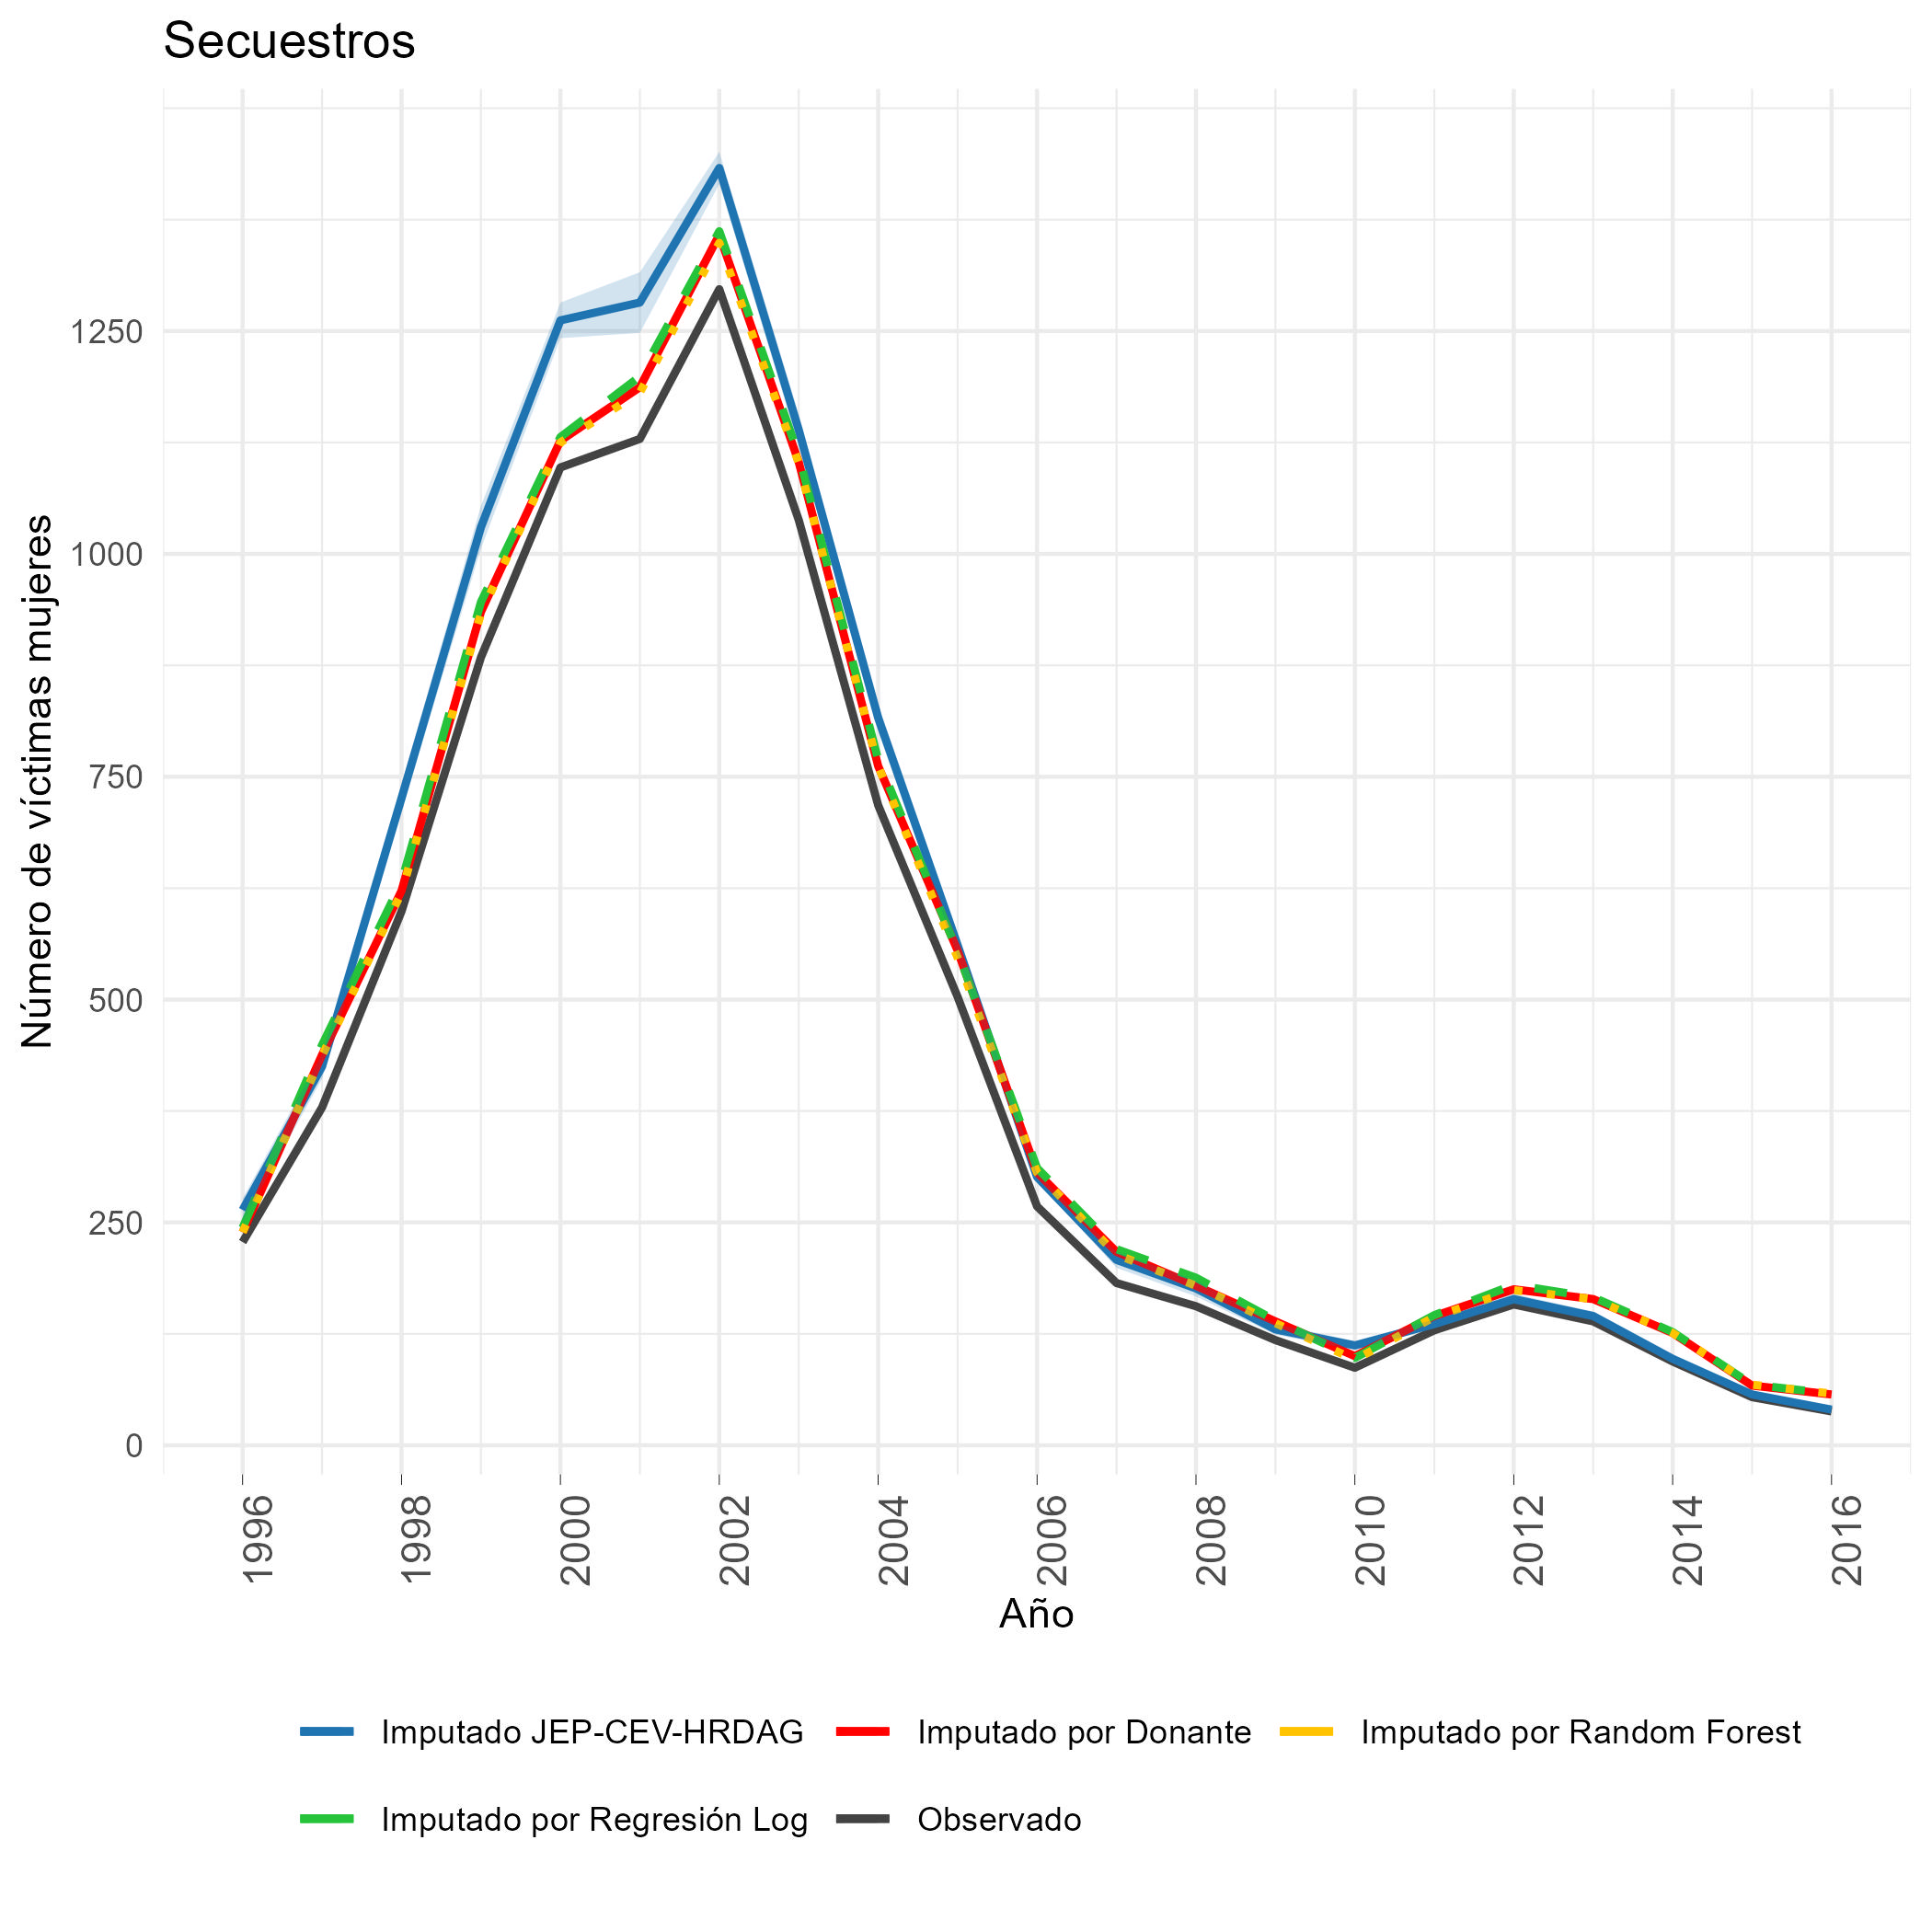 Secuestros
Número de víctimas mujeres
1250
1000
750
500
250
0
1996
1998
2000
2002
2004
2006
2008
2010
2012
2014
2016
Año
Imputado JEP-CEV-HRDAG
Imputado por Donante
Imputado por Random Forest
Imputado por Regresión Log
Observado